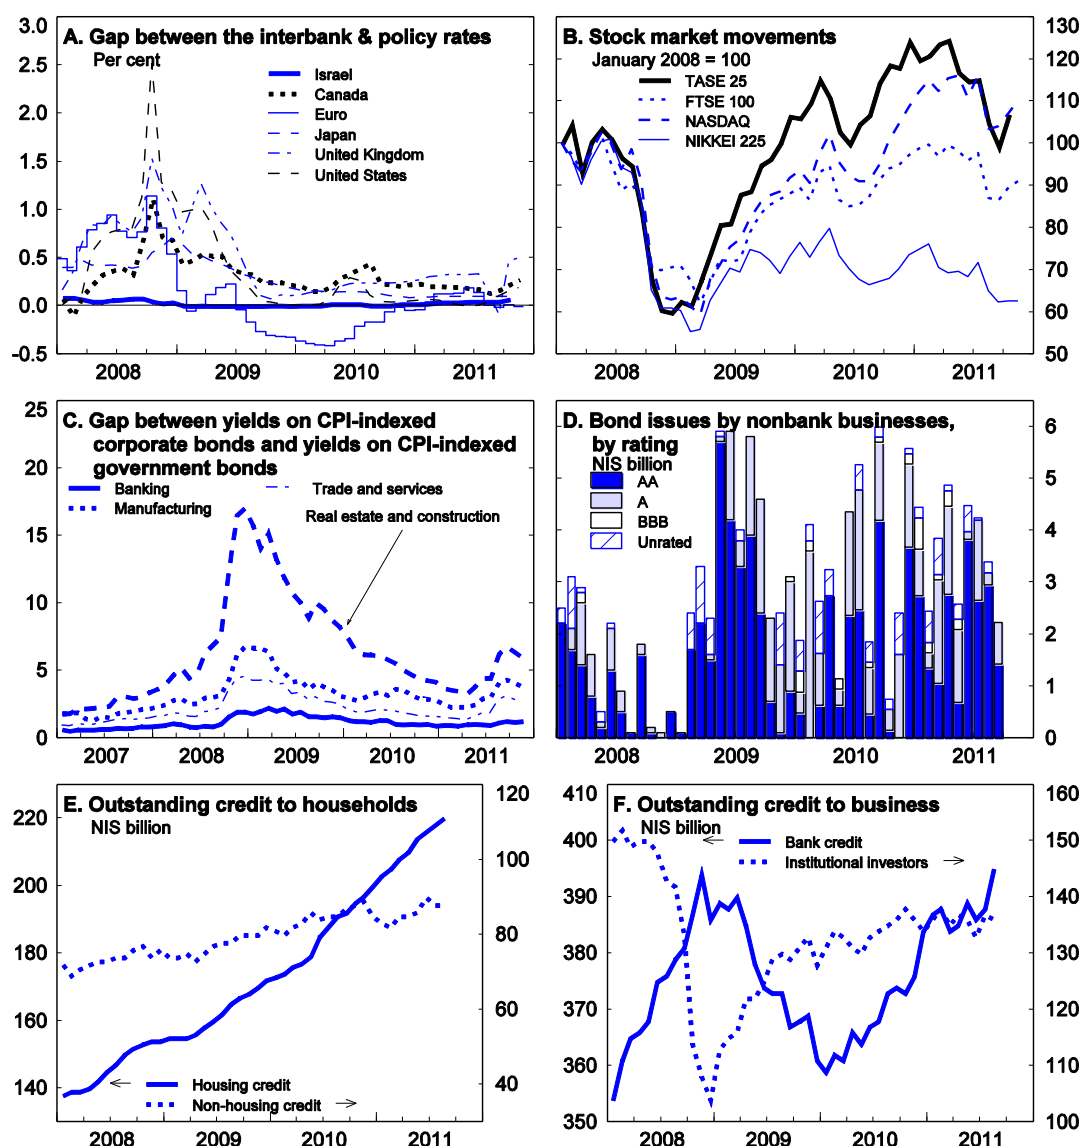 A. Gap between the interbank & policy rates
Per cent
Israel
Canada
Euro
Japan
United Kingdom
United States
3.0
2.5
2.0
1.5
1.0
0.5
0.0
-0.5
2008 2009 2010 2011
B. Stock market movements
January 2008 = 100
TASE 25
FTSE 100
NASDAQ
NIKKEI 225
130
120
110
100
90
80
70
60
50
2008 2009 2010 2011
C. Gap between yields on CPI-indexed
corporate bonds and yields on CPI-indexed
government bonds
Banking
Manufacturing
Trade and services
Real estate and construction
25
20
15
10
5
0
2007 2008 2009 2010 2011
D. Bond issues by nonbank businesses,
by rating
NIS billion
AA
A
BBB
Unrated
6
5
4
3
2
1
0
2008 2009 2010 2011
E. Outstanding credit to households
NIS billion
220
200
180
160
140
120
100
80
60
40
Housing credit
Non-housing credit
2008 2009 2010 2011
F. Outstanding credit to business
NIS billion
Bank credit
Institutional investors
410
400
390
380
370
360
350
160
150
140
130
120
110
100
2008 2009 2010 2011